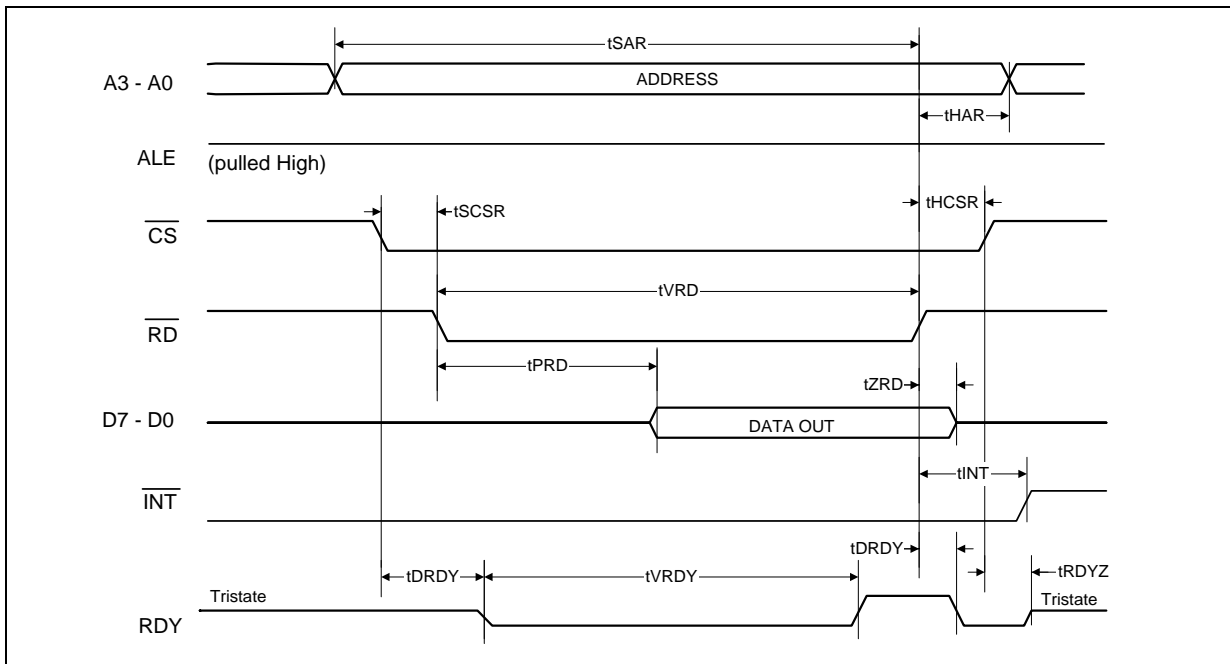 tSAR
A3 - A0
ADDRESS
tHAR
ALE
(pulled High)
tSCSR
tHCSR
CS
tVRD
RD
tPRD
tZRD
D7 - D0
DATA OUT
tINT
INT
tDRDY
tDRDY
tVRDY
tRDYZ
Tristate
Tristate
RDY